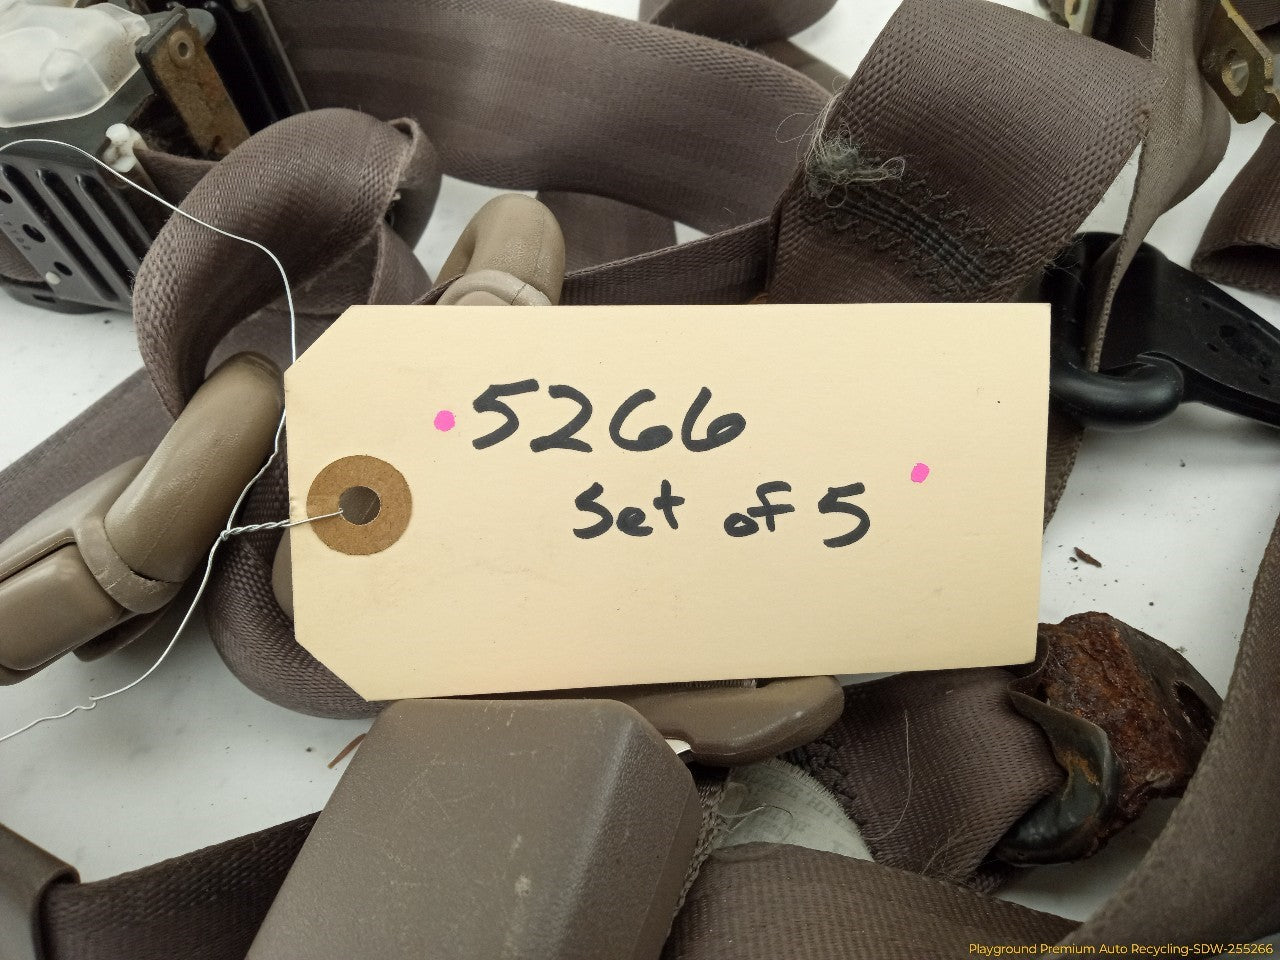 5266
Set of 5
Playground Premium Auto Recycling-SDW-255266